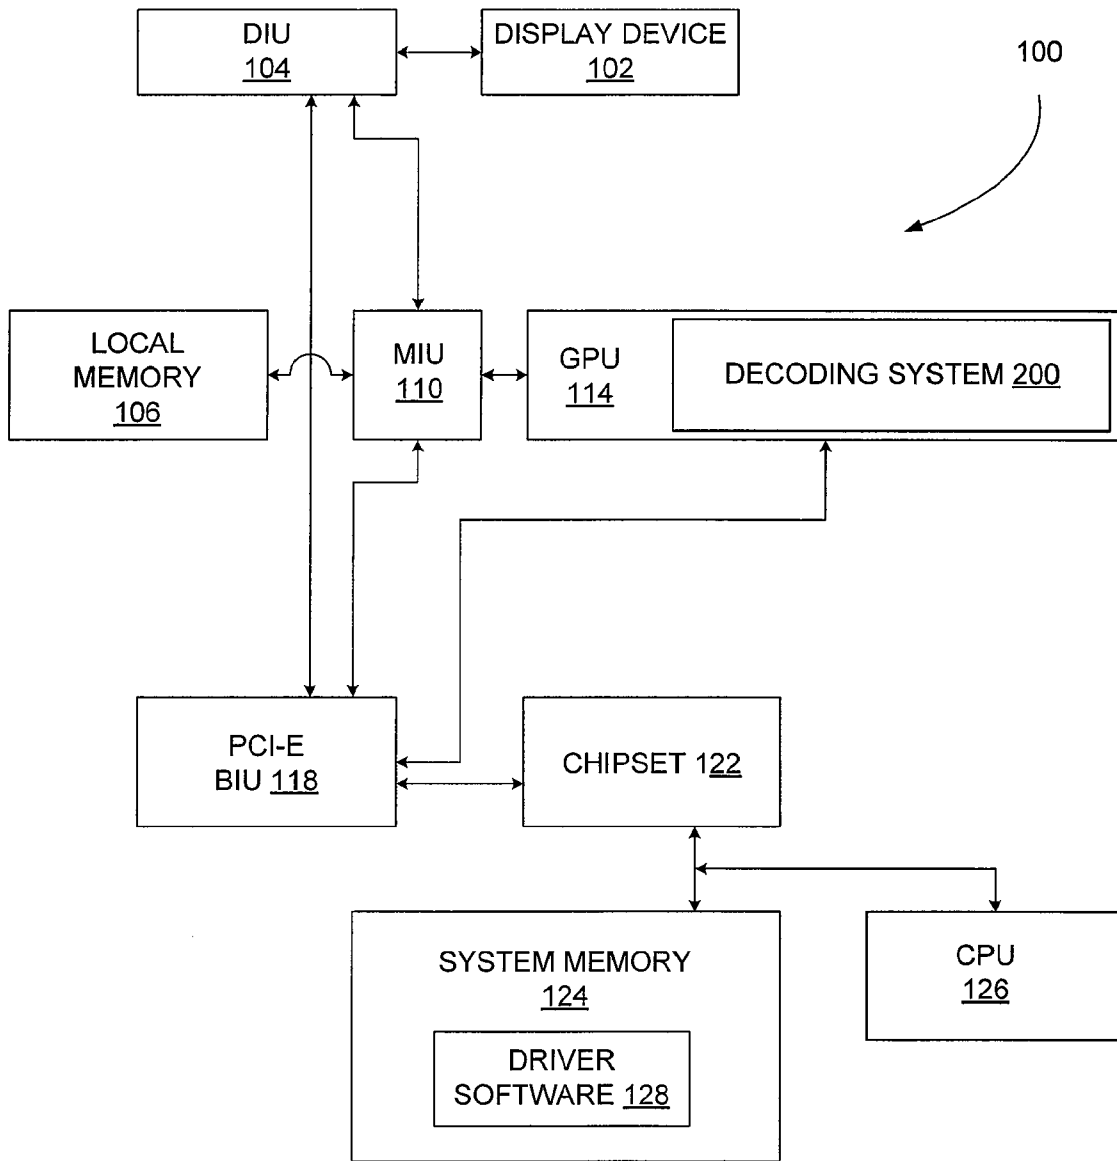 DIU
104
DISPLAY DEVICE
102
100
LOCAL
MEMORY
106
MIU
110
GPU
114
DECODING SYSTEM 200
PCI-E
BIU 118
CHIPSET 122
SYSTEM MEMORY
124
DRIVER
SOFTWARE 128
CPU
126